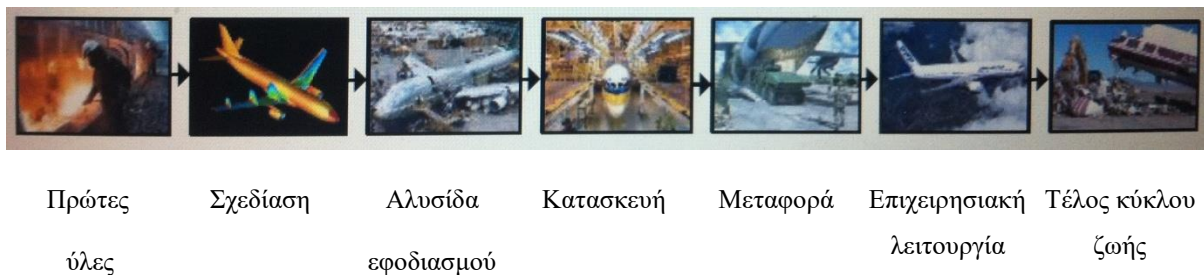 Πρώτες ύλες
Σχεδίαση
Αλυσίδα εφοδιασμού
Κατασκευή
Μεταφορά
Επιχειρησιακή λειτουργία
Τέλος κύκλου ζωής